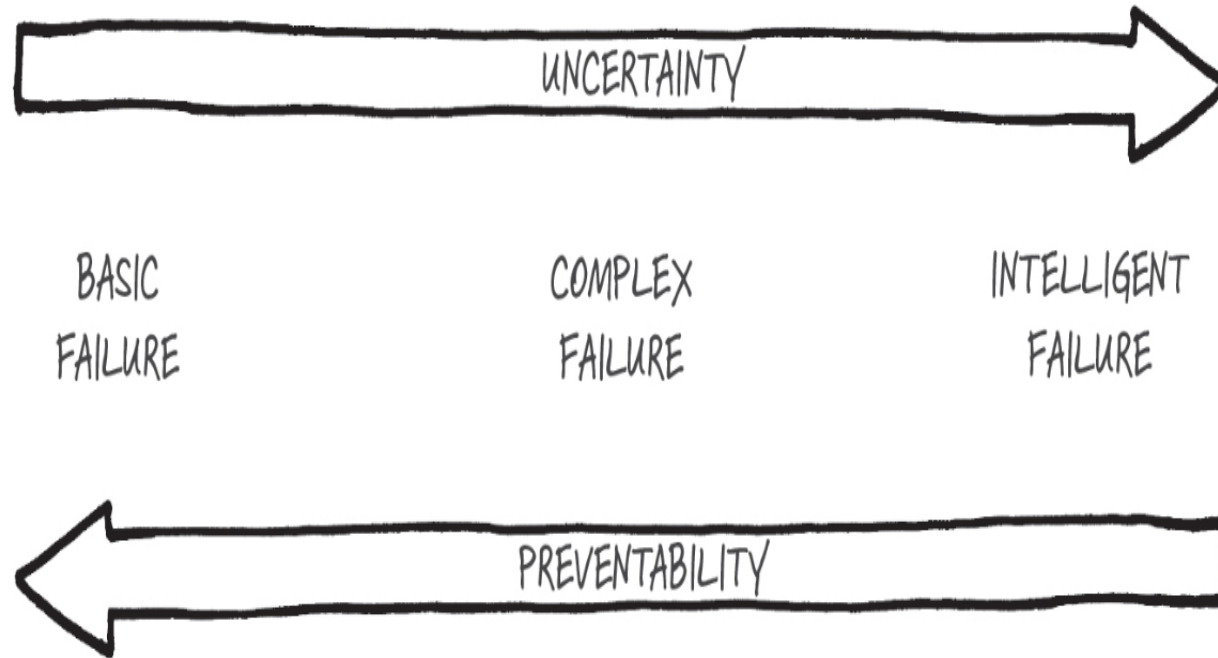 UNCERTAINTY
BASIC
FAILURE
COMPLEX
FAILURE
INTELLIGENT
FAILURE
PREVENTABILITY